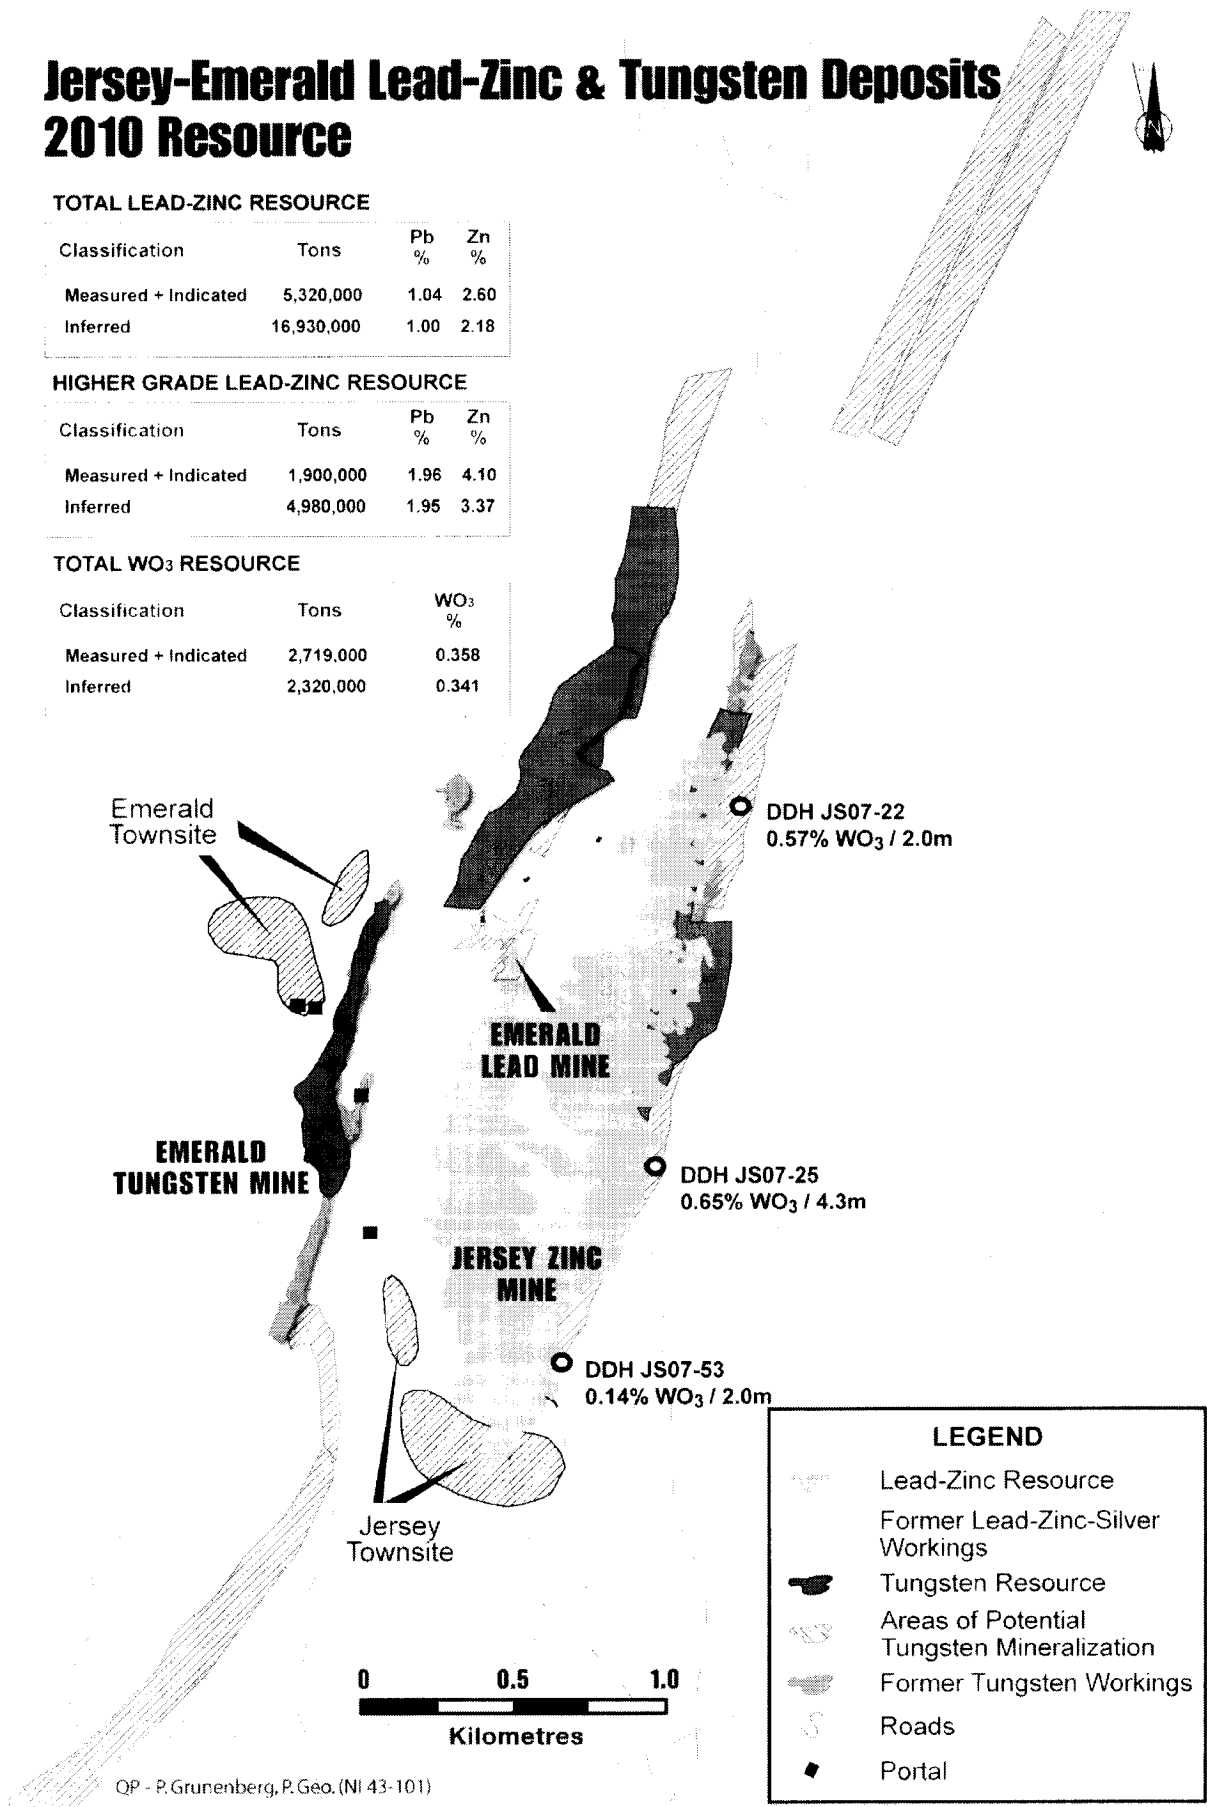 Jersey-Emerald Lead-Zinc & Tungsten Deposits
2010 Resource
N
TOTAL LEAD-ZINC RESOURCE
Classification Tons Pb % Zn %
Measured + Indicated 5,320,000 1.04 2.60
Inferred 16,930,000 1.00 2.18
HIGHER GRADE LEAD-ZINC RESOURCE
Classification Tons Pb % Zn %
Measured + Indicated 1,900,000 1.96 4.10
Inferred 4,980,000 1.95 3.37
TOTAL WO3 RESOURCE
Classification Tons WO3 %
Measured + Indicated 2,719,000 0.358
Inferred 2,320,000 0.341
Emerald
Townsite
DDH JS07-22
0.57% WO3 / 2.0m
EMERALD
LEAD MINE
EMERALD
TUNGSTEN MINE
DDH JS07-25
0.65% WO3 / 4.3m
JERSEY ZINC
MINE
DDH JS07-53
0.14% WO3 / 2.0m
Jersey
Townsite
LEGEND
Lead-Zinc Resource
Former Lead-Zinc-Silver
Workings
Tungsten Resource
Areas of Potential
Tungsten Mineralization
Former Tungsten Workings
Roads
Portal
0 0.5 1.0
Kilometres
QP - P. Grunenberg, P. Geo. (NI 43-101)